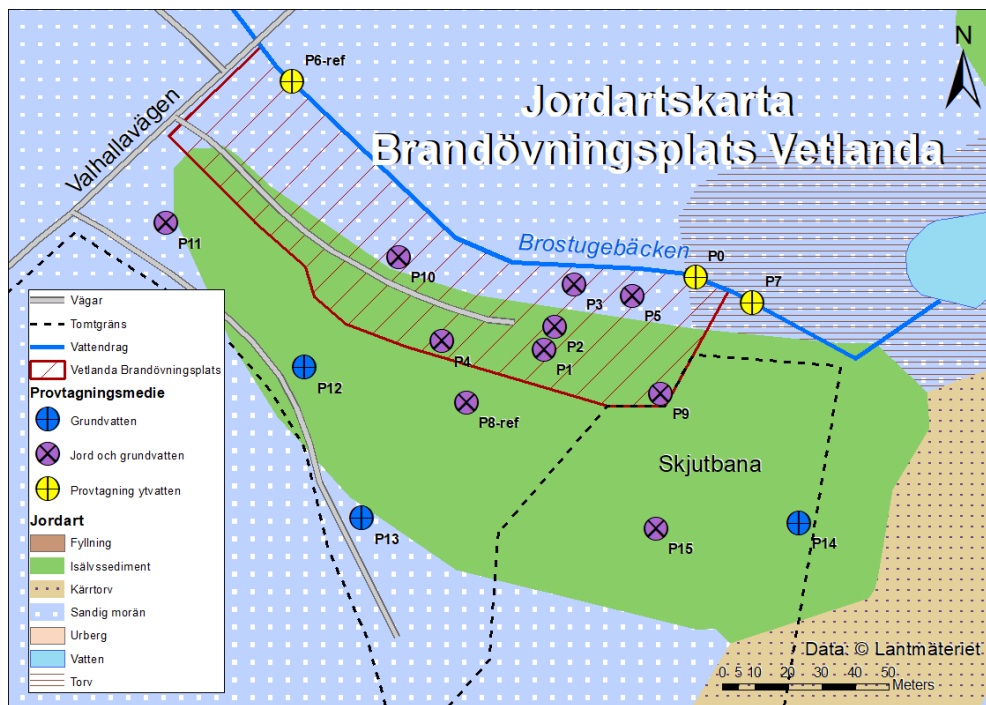 P6-ref
N
Jordartskarta
Brandövningsplats Vetlanda
Valhallavägen
P11
P10
Brostugebäcken
P0
P7
P3
P5
P2
P1
P4
P12
P8-ref
P9
Skjutbana
P13
P15
P14
Vägar
Tomtgräns
Vattendrag
Vetlanda Brandövningsplats
Provtagningsmedie
Grundvatten
Jord och grundvatten
Provtagning ytvatten
Jordart
Fyllning
Isälvssediment
Kärrtorv
Sandig morän
Urberg
Vatten
Torv
Data: © Lantmäteriet
0 5 10 20 30 40 50
Meters